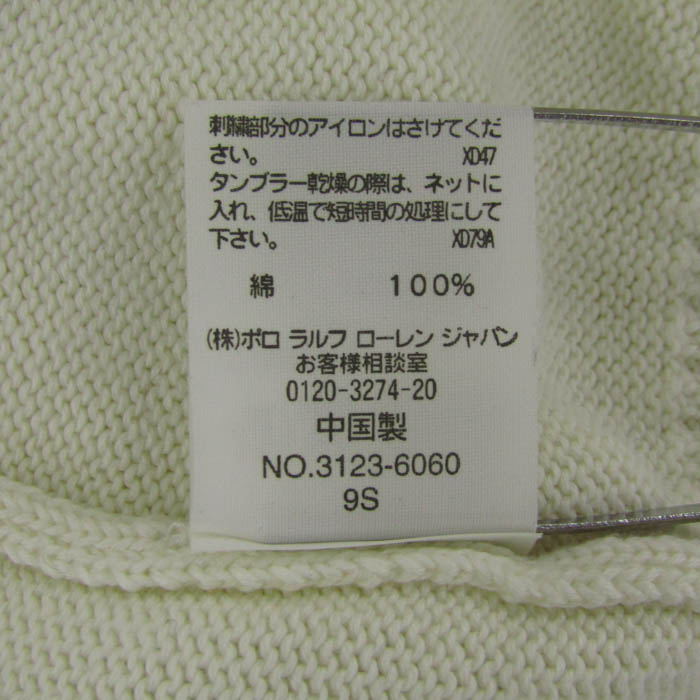 刺繍部分のアイロンはさけてくだ
さい。 XD47
タンブラー乾燥の際は、ネットに
入れ、低温で短時間の処理にして
下さい。 XD79A
綿 100%
(株)ポロ ラルフ ローレン ジャパン
お客様相談室
0120-3274-20
中国製
NO.3123-6060
9S